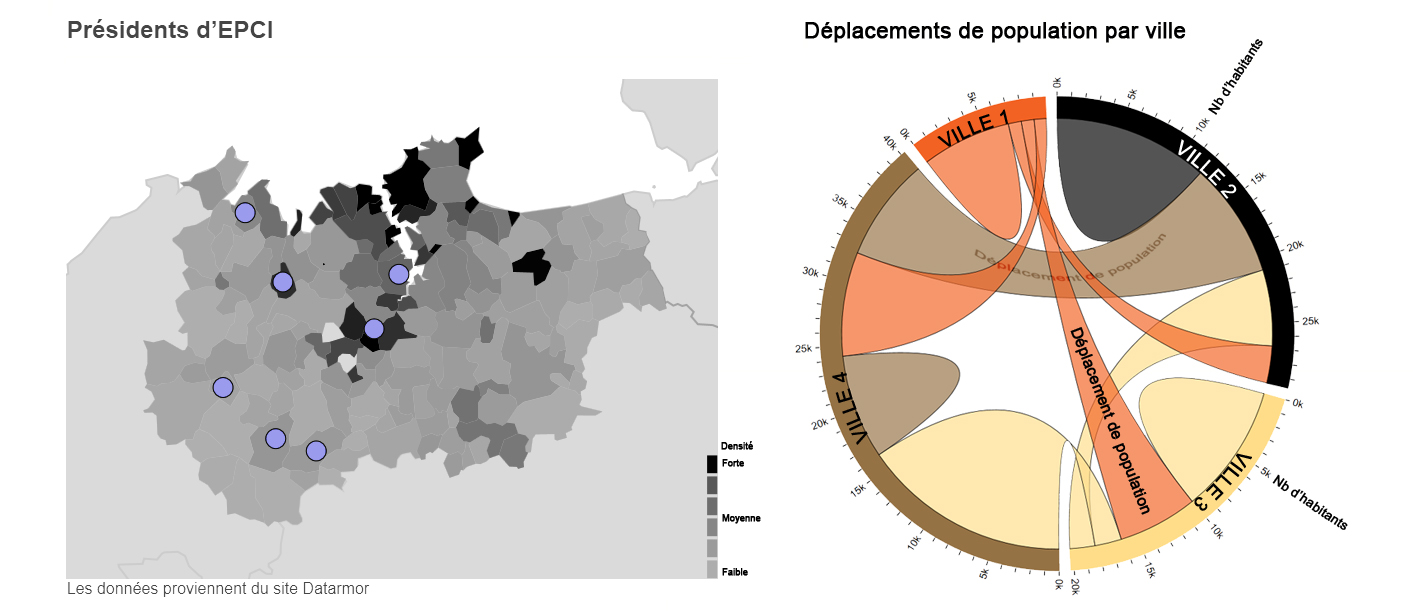 Présidents d’EPCI
Densité
Forte
Moyenne
Faible
Les données proviennent du site Datarmor
Déplacements de population par ville
VILLE 1
0k
5k
VILLE 2
0k
5k
10k
Nb d’habitants
15k
20k
25k
VILLE 3
0k
5k
Nb d’habitants
10k
15k
20k
VILLE 4
0k
5k
10k
15k
20k
25k
30k
35k
40k
Déplacement de population
Déplacement de population